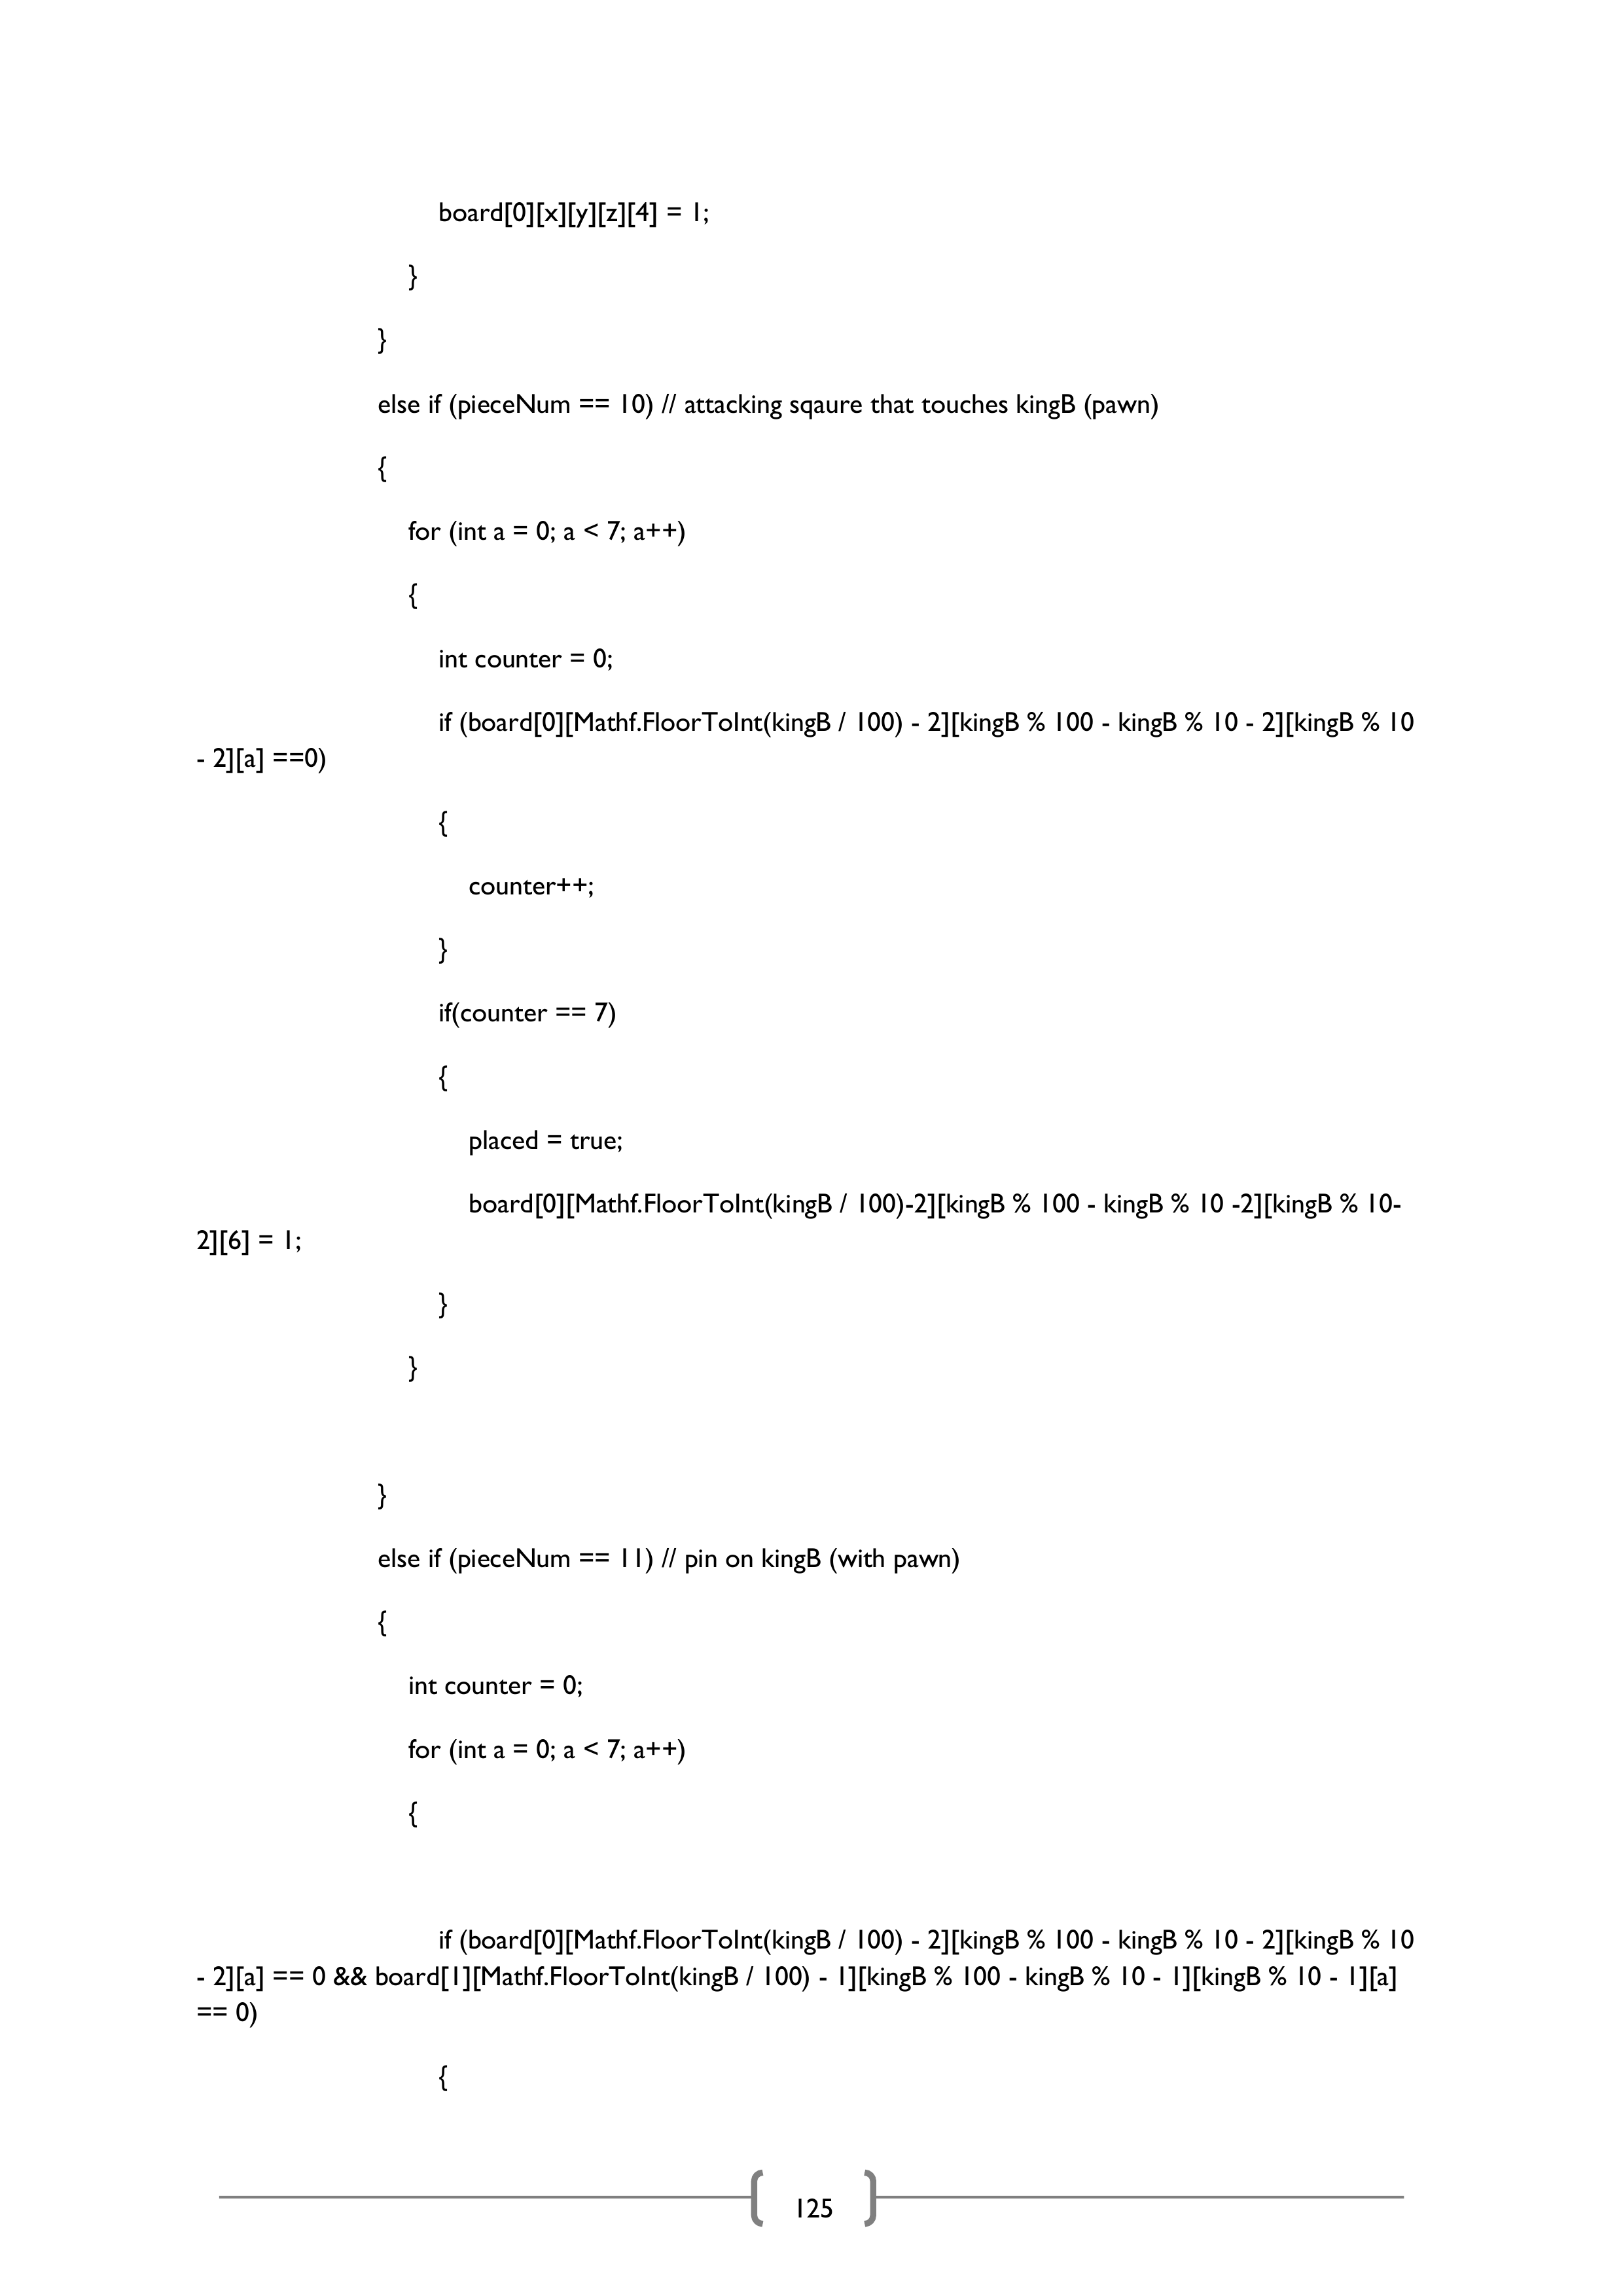 board[0][x][y][z][4] = 1;
}
}
else if (pieceNum == 10) // attacking sqaure that touches kingB (pawn)
{
for (int a = 0; a < 7; a++)
{
int counter = 0;
if (board[0][Mathf.FloorToInt(kingB / 100) - 2][kingB % 100 - kingB % 10 - 2][kingB % 10
- 2][a] ==0)
{
counter++;
}
if(counter == 7)
{
placed = true;
board[0][Mathf.FloorToInt(kingB / 100)-2][kingB % 100 - kingB % 10 -2][kingB % 10-
2][6] = 1;
}
}
}
else if (pieceNum == 11) // pin on kingB (with pawn)
{
int counter = 0;
for (int a = 0; a < 7; a++)
{
if (board[0][Mathf.FloorToInt(kingB / 100) - 2][kingB % 100 - kingB % 10 - 2][kingB % 10
- 2][a] == 0 && board[1][Mathf.FloorToInt(kingB / 100) - 1][kingB % 100 - kingB % 10 - 1][kingB % 10 - 1][a]
== 0)
{
125